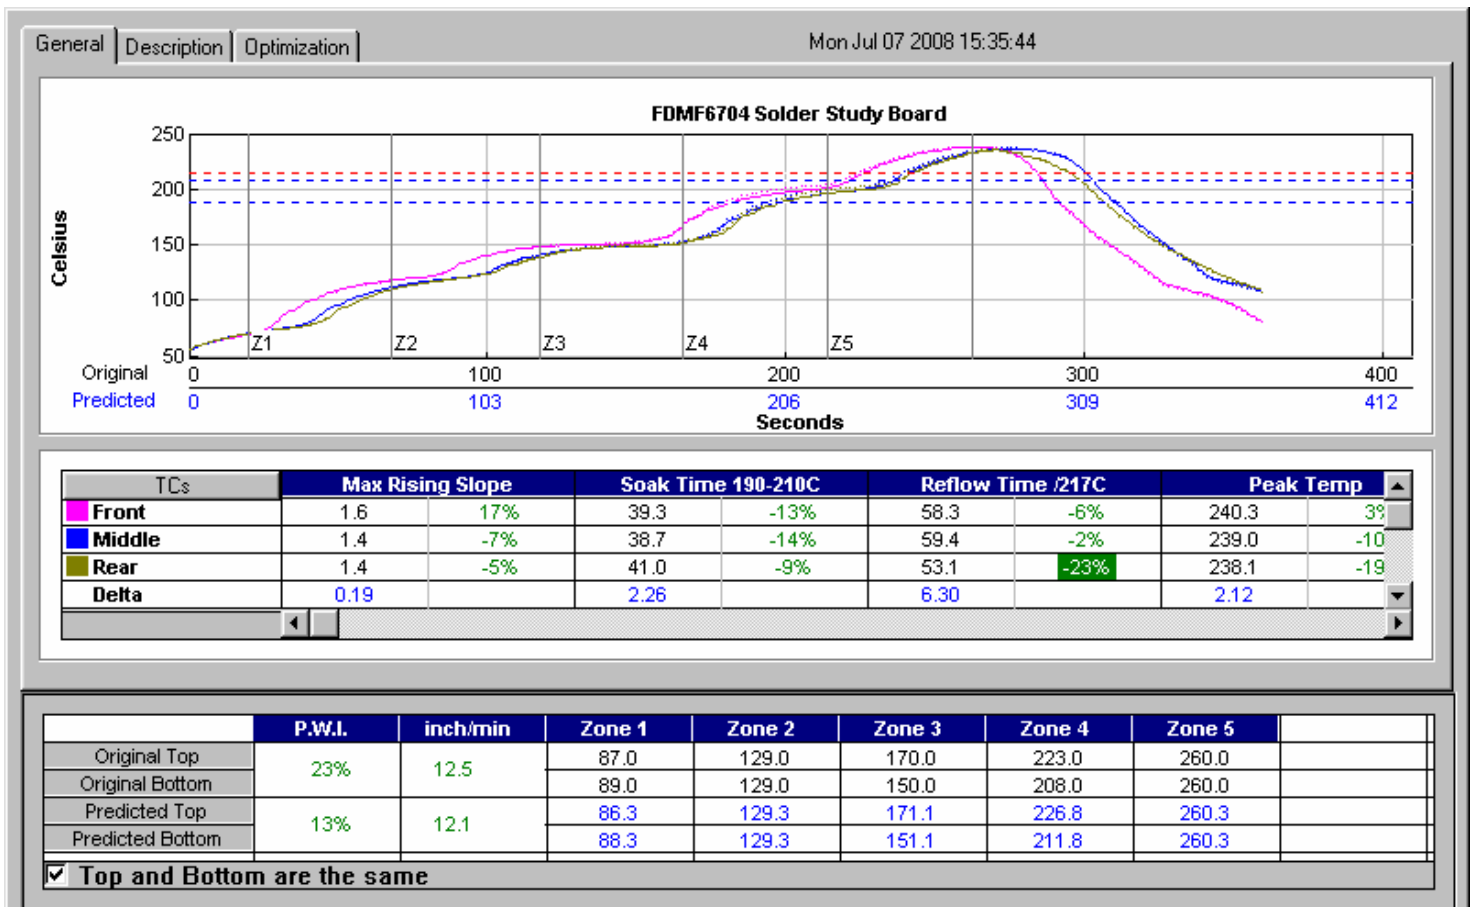 General Description Optimization Mon Jul 07 2008 15:35:44
FDMF6704 Solder Study Board
Celsius
250
200
150
100
50
Z1 Z2 Z3 Z4 Z5
Original 0 100 200 300 400
Predicted 0 103 206 309 412
Seconds
TCs Max Rising Slope Soak Time 190-210C Reflow Time /217C Peak Temp
Front 1.6 17% 39.3 -13% 58.3 -6% 240.3 3%
Middle 1.4 -7% 38.7 -14% 59.4 -2% 239.0 -10
Rear 1.4 -5% 41.0 -9% 53.1 -23% 238.1 -19
Delta 0.19 2.26 6.30 2.12
P.W.I. inch/min Zone 1 Zone 2 Zone 3 Zone 4 Zone 5
Original Top 23% 12.5 87.0 129.0 170.0 223.0 260.0
Original Bottom 89.0 129.0 150.0 208.0 260.0
Predicted Top 13% 12.1 86.3 129.3 171.1 226.8 260.3
Predicted Bottom 88.3 129.3 151.1 211.8 260.3
Top and Bottom are the same